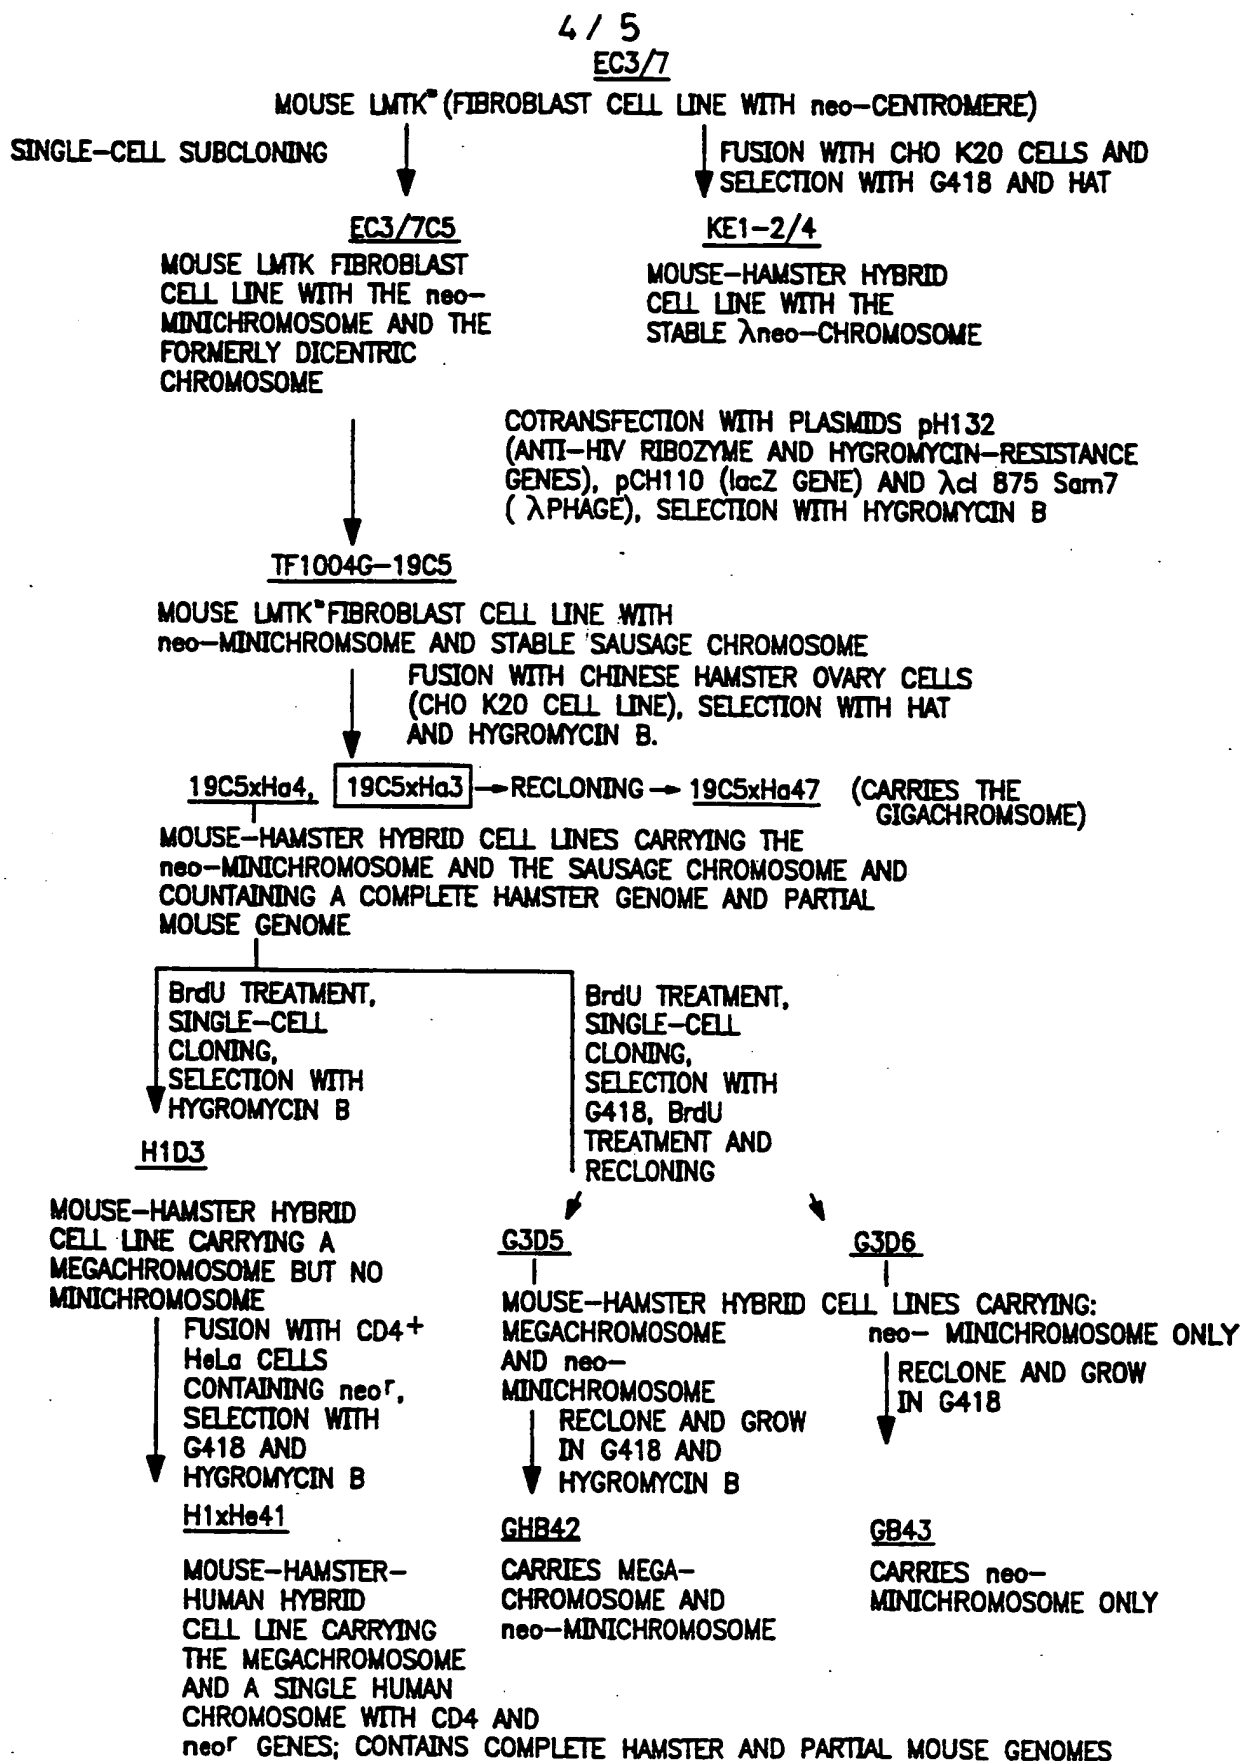 4 / 5
EC3/7
MOUSE LMTK⁻ (FIBROBLAST CELL LINE WITH neo-CENTROMERE)
SINGLE-CELL SUBCLONING
FUSION WITH CHO K20 CELLS AND
SELECTION WITH G418 AND HAT
EC3/7C5
MOUSE LMTK FIBROBLAST
CELL LINE WITH THE neo-
MINICHROMOSOME AND THE
FORMERLY DICENTRIC
CHROMOSOME
KE1-2/4
MOUSE-HAMSTER HYBRID
CELL LINE WITH THE
STABLE λneo-CHROMOSOME
COTRANSFECTION WITH PLASMIDS pH132
(ANTI-HIV RIBOZYME AND HYGROMYCIN-RESISTANCE
GENES), pCH110 (lacZ GENE) AND λcl 875 Sam7
( λPHAGE), SELECTION WITH HYGROMYCIN B
TF1004G-19C5
MOUSE LMTK⁻ FIBROBLAST CELL LINE WITH
neo-MINICHROMSOME AND STABLE SAUSAGE CHROMOSOME
FUSION WITH CHINESE HAMSTER OVARY CELLS
(CHO K20 CELL LINE), SELECTION WITH HAT
AND HYGROMYCIN B.
19C5xHa4, 19C5xHa3 → RECLONING → 19C5xHa47 (CARRIES THE
GIGACHROMSOME)
MOUSE-HAMSTER HYBRID CELL LINES CARRYING THE
neo-MINICHROMOSOME AND THE SAUSAGE CHROMOSOME AND
COUNTAINING A COMPLETE HAMSTER GENOME AND PARTIAL
MOUSE GENOME
BrdU TREATMENT,
SINGLE-CELL
CLONING,
SELECTION WITH
HYGROMYCIN B
BrdU TREATMENT,
SINGLE-CELL
CLONING,
SELECTION WITH
G418, BrdU
TREATMENT AND
RECLONING
H1D3
MOUSE-HAMSTER HYBRID
CELL LINE CARRYING A
MEGACHROMOSOME BUT NO
MINICHROMOSOME
G3D5
G3D6
MOUSE-HAMSTER HYBRID CELL LINES CARRYING:
MEGACHROMOSOME
AND neo-
MINICHROMOSOME
neo- MINICHROMOSOME ONLY
FUSION WITH CD4+
HeLa CELLS
CONTAINING neoʳ,
SELECTION WITH
G418 AND
HYGROMYCIN B
RECLONE AND GROW
IN G418 AND
HYGROMYCIN B
RECLONE AND GROW
IN G418
H1xHe41
MOUSE-HAMSTER-
HUMAN HYBRID
CELL LINE CARRYING
THE MEGACHROMOSOME
AND A SINGLE HUMAN
CHROMOSOME WITH CD4 AND
neoʳ GENES; CONTAINS COMPLETE HAMSTER AND PARTIAL MOUSE GENOMES
GHB42
CARRIES MEGA-
CHROMOSOME AND
neo-MINICHROMOSOME
GB43
CARRIES neo-
MINICHROMOSOME ONLY